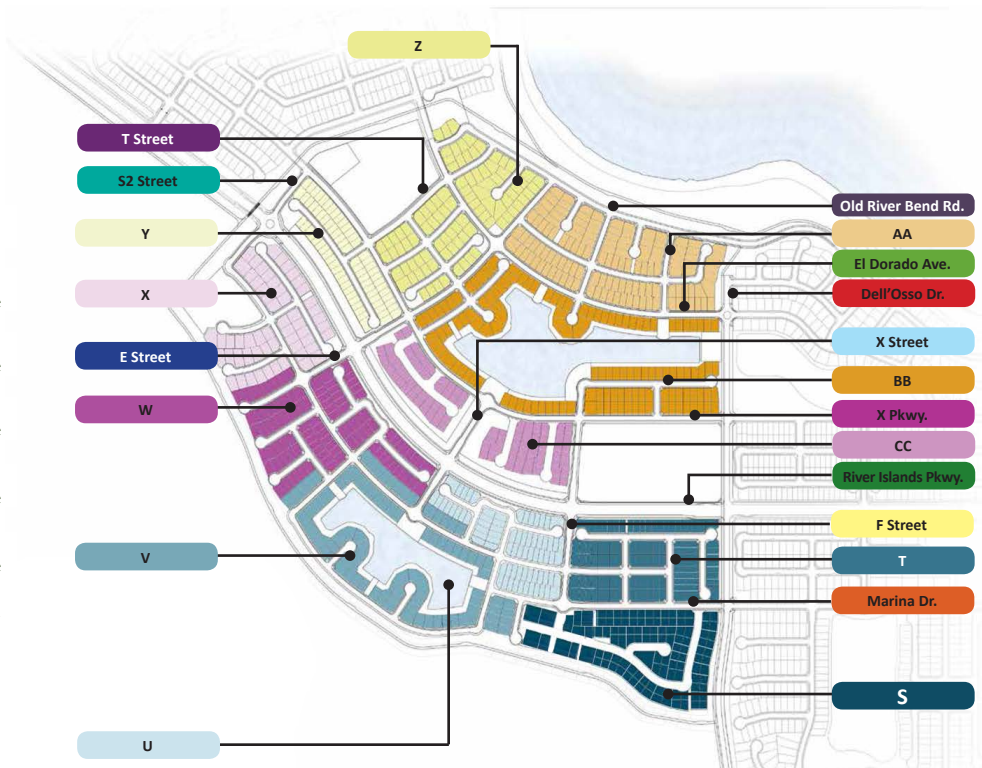 Z
T Street
S2 Street
Y
X
E Street
W
V
U
Old River Bend Rd.
AA
El Dorado Ave.
Dell'Osso Dr.
X Street
BB
X Pkwy.
CC
River Islands Pkwy.
F Street
T
Marina Dr.
S